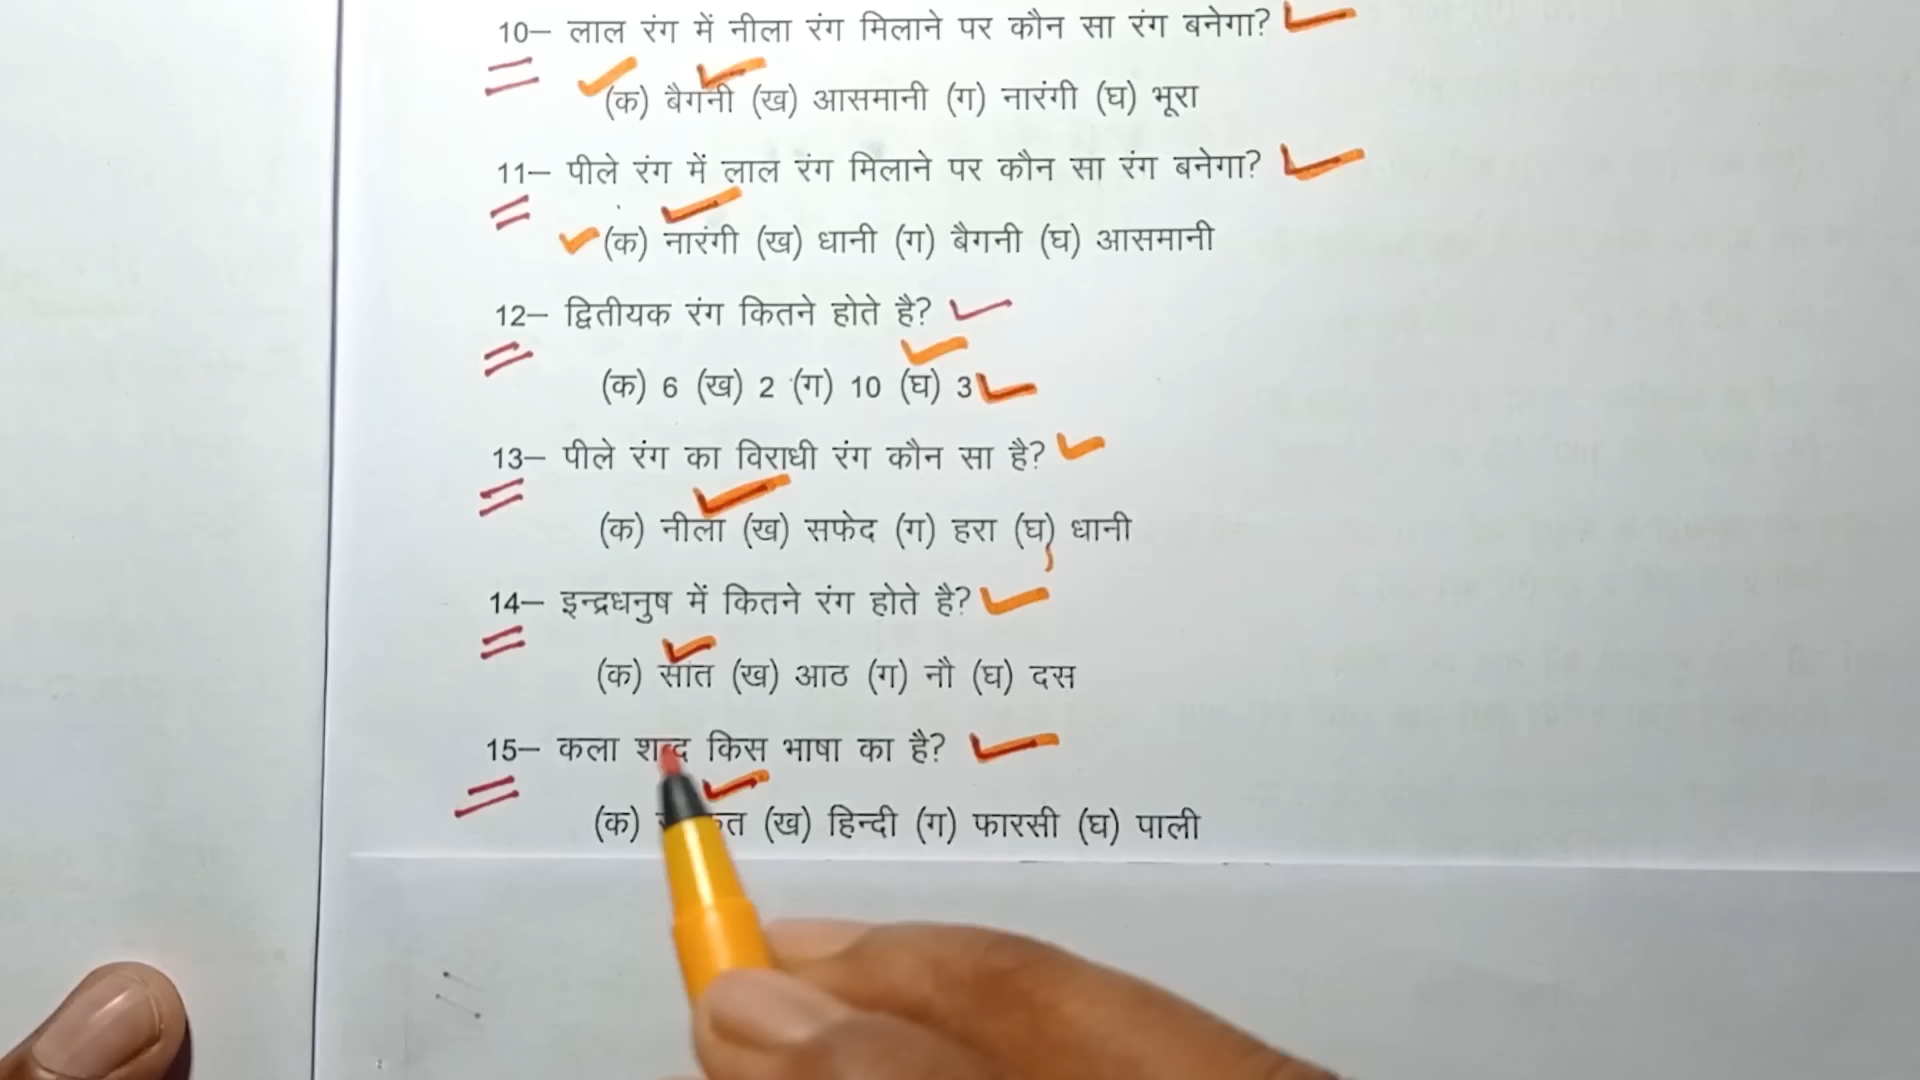 10– लाल रंग में नीला रंग मिलाने पर कौन सा रंग बनेगा?
(क) बैगनी (ख) आसमानी (ग) नारंगी (घ) भूरा
11– पीले रंग में लाल रंग मिलाने पर कौन सा रंग बनेगा?
(क) नारंगी (ख) धानी (ग) बैगनी (घ) आसमानी
12– द्वितीयक रंग कितने होते है?
(क) 6 (ख) 2 (ग) 10 (घ) 3
13– पीले रंग का विराधी रंग कौन सा है?
(क) नीला (ख) सफेद (ग) हरा (घ) धानी
14– इन्द्रधनुष में कितने रंग होते है?
(क) सात (ख) आठ (ग) नौ (घ) दस
15– कला शब्द किस भाषा का है?
(क) (ख) हिन्दी (ग) फारसी (घ) पाली